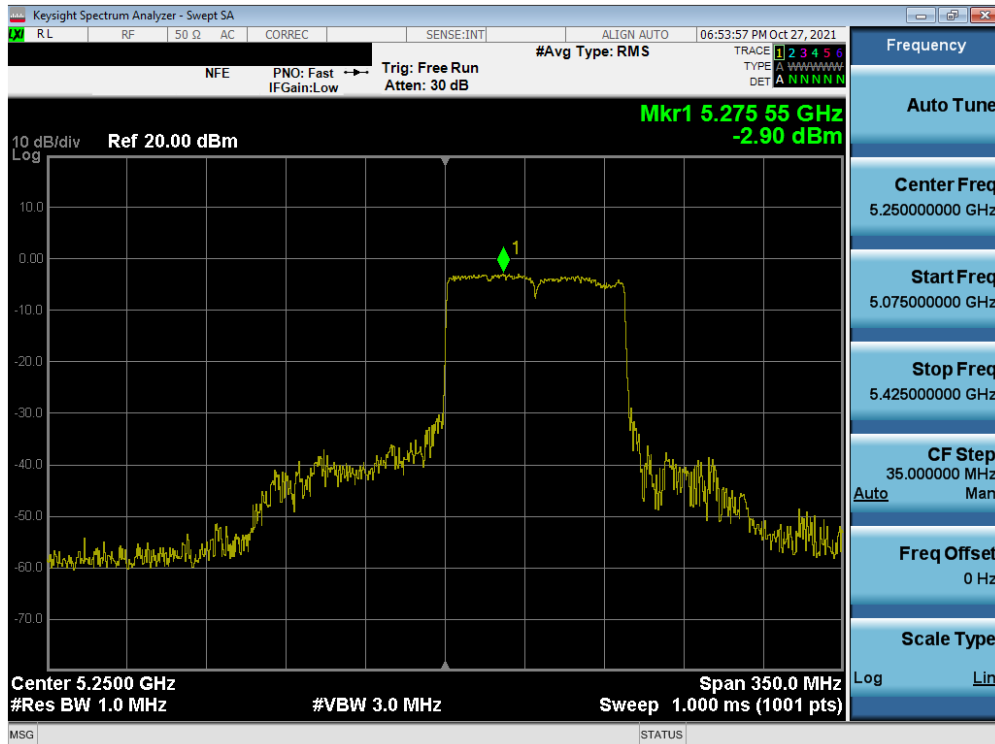 Keysight Spectrum Analyzer - Swept SA
LXI RL RF 50 Ω AC CORREC SENSE:INT ALIGN AUTO 06:53:57 PM Oct 27, 2021
NFE PNO: Fast Trig: Free Run #Avg Type: RMS TRACE 1 2 3 4 5 6
IFGain:Low Atten: 30 dB TYPE A WWWWW
DET A N N N N N
Frequency
Mkr1 5.275 55 GHz
-2.90 dBm
10 dB/div Ref 20.00 dBm
Log
10.0
0.00
-10.0
-20.0
-30.0
-40.0
-50.0
-60.0
-70.0
1
Center 5.2500 GHz Span 350.0 MHz
#Res BW 1.0 MHz #VBW 3.0 MHz Sweep 1.000 ms (1001 pts)
MSG STATUS
Auto Tune
Center Freq
5.250000000 GHz
Start Freq
5.075000000 GHz
Stop Freq
5.425000000 GHz
CF Step
35.000000 MHz
Auto Man
Freq Offset
0 Hz
Scale Type
Log Lin